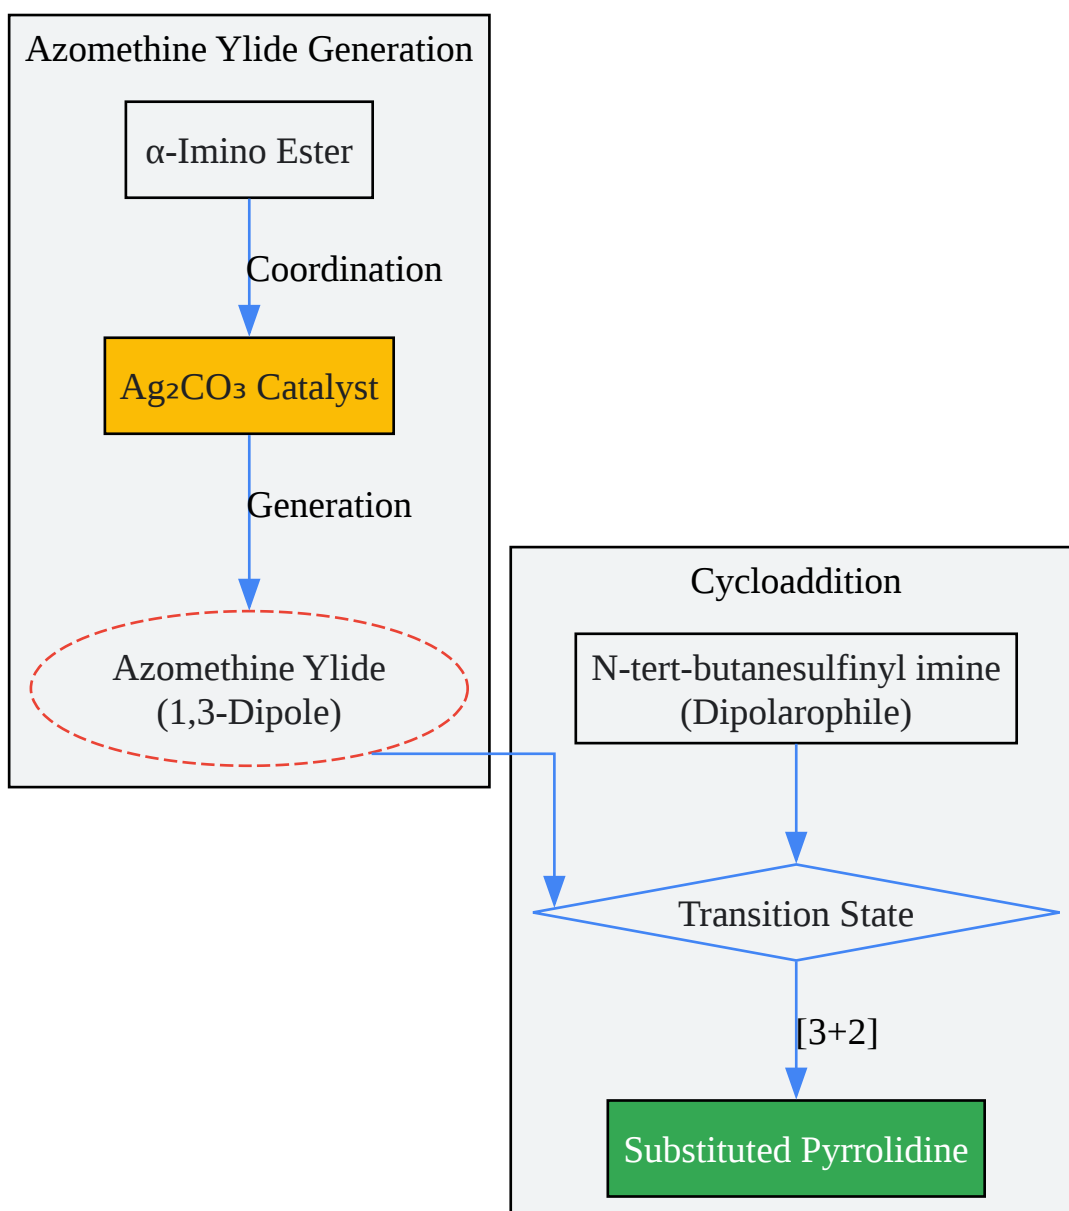 Azomethine Ylide Generation
α-Imino Ester
Coordination
Ag₂CO₃ Catalyst
Generation
Azomethine Ylide
(1,3-Dipole)
Cycloaddition
N-tert-butanesulfinyl imine
(Dipolarophile)
Transition State
[3+2]
Substituted Pyrrolidine